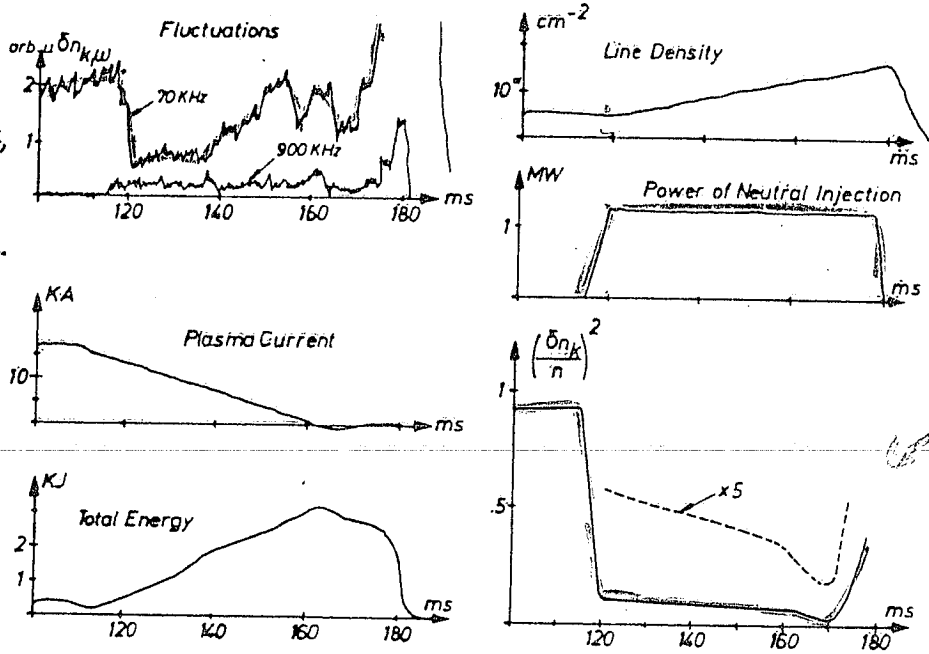 Fluctuations
arb. u δn k,ω
2
1
70 KHz
900 KHz
120 140 160 180
ms
KA
10
Plasma Current
ms
KJ
Total Energy
2
1
120 140 160 180
ms
cm⁻²
Line Density
ms
MW
Power of Neutral Injection
1
ms
(δn k / n)²
1
.5
x 5
120 140 160 180
ms